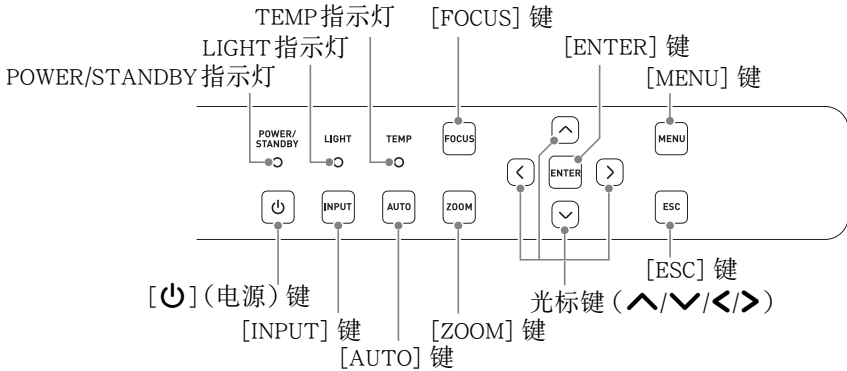 TEMP指示灯 [FOCUS] 键
LIGHT指示灯 [ENTER] 键
POWER/STANDBY指示灯 [MENU] 键
POWER/
STANDBY LIGHT TEMP FOCUS MENU
ENTER
INPUT AUTO ZOOM ESC
[⏻](电源)键 [ESC] 键
光标键(∧/∨/</>)
[INPUT] 键 [ZOOM] 键
[AUTO] 键